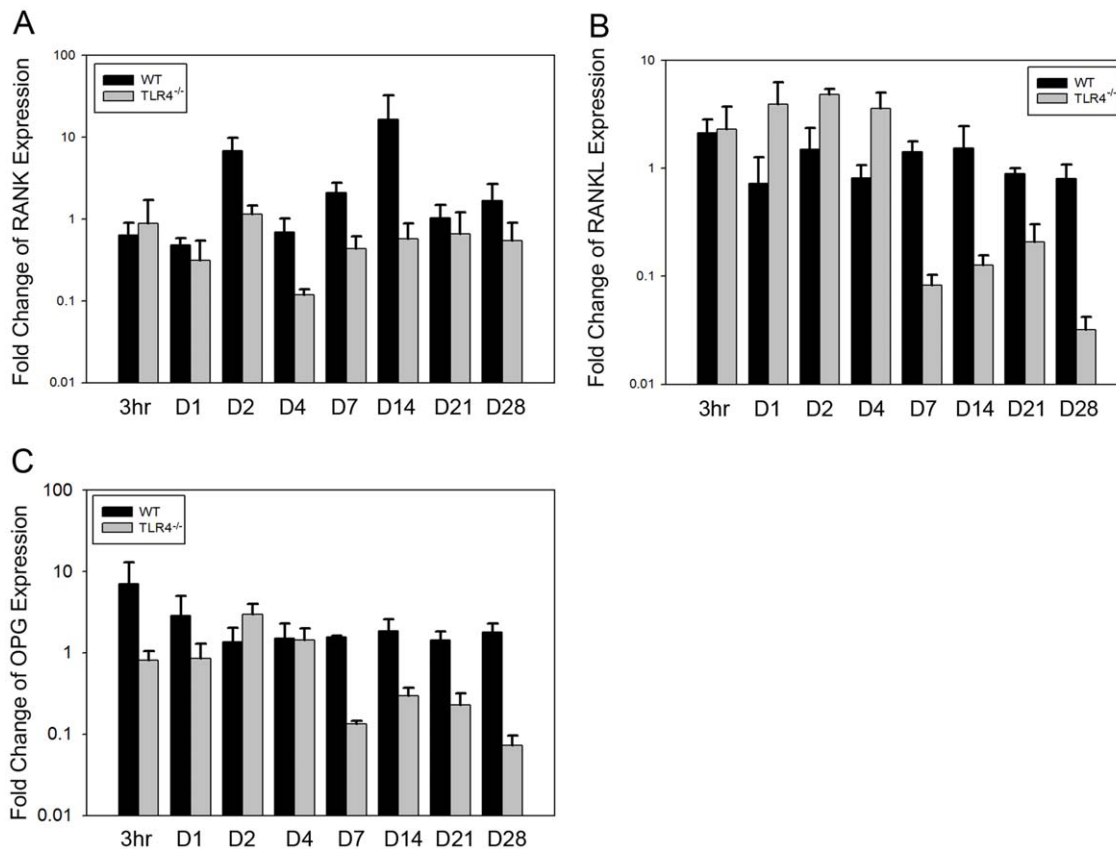 A
Fold Change of RANK Expression
100
10
1
0.1
0.01
WT
TLR4-/-
3hr D1 D2 D4 D7 D14 D21 D28
B
Fold Change of RANKL Expression
10
1
0.1
0.01
WT
TLR4-/-
3hr D1 D2 D4 D7 D14 D21 D28
C
Fold Change of OPG Expression
100
10
1
0.1
0.01
WT
TLR4-/-
3hr D1 D2 D4 D7 D14 D21 D28